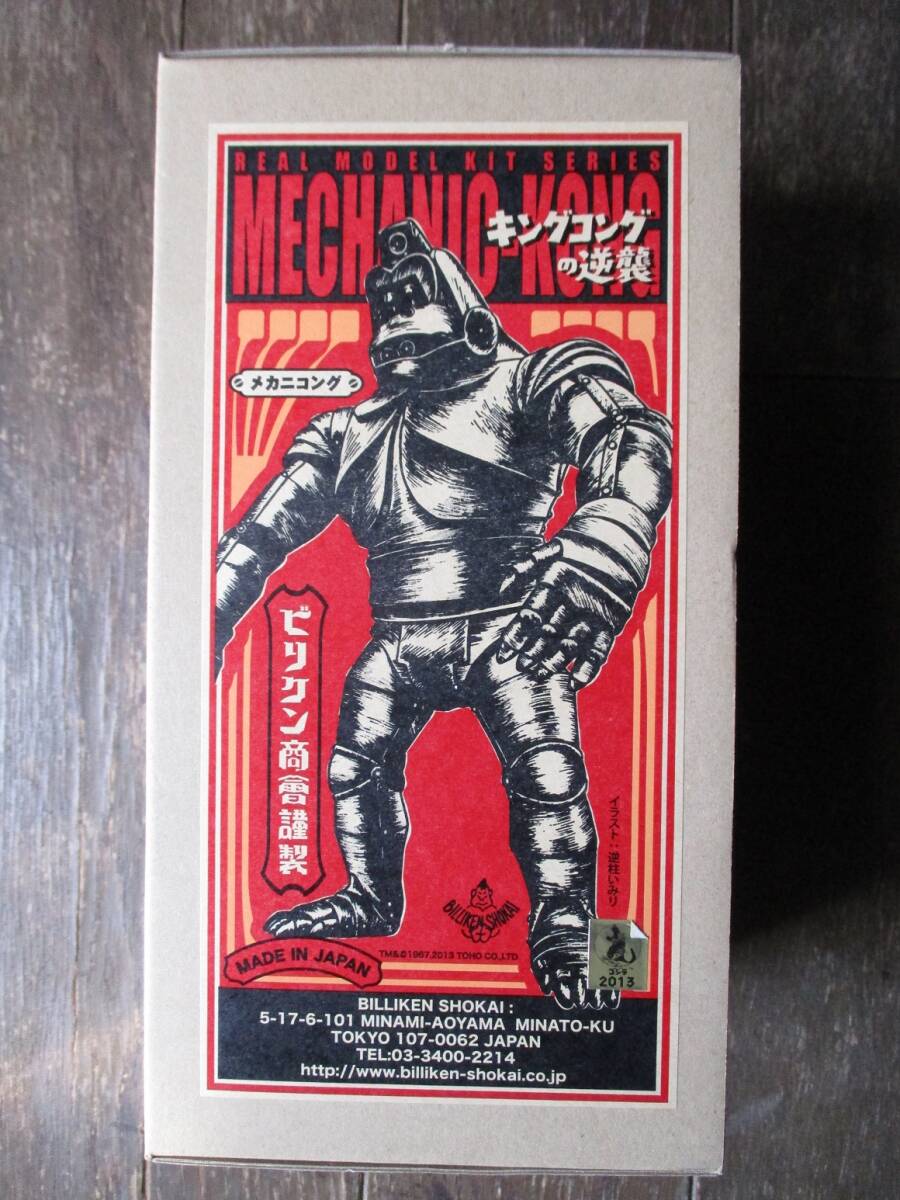 REAL MODEL KIT SERIES
MECHANIC-KONG
キングコング
の逆襲
メカニコング
ビリケン商會謹製
イラスト:逆柱いみり
BILLIKEN-SHOKAI
MADE IN JAPAN
TM&©1967,2013 TOHO CO.,LTD
ゴジラ
2013
BILLIKEN SHOKAI :
5-17-6-101 MINAMI-AOYAMA MINATO-KU
TOKYO 107-0062 JAPAN
TEL:03-3400-2214
http://www.billiken-shokai.co.jp